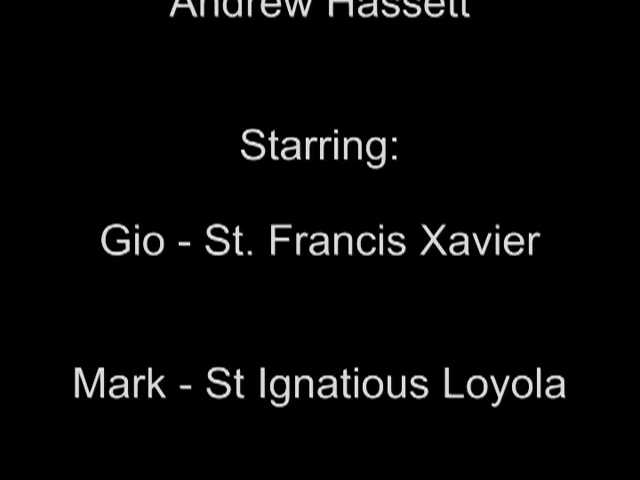 Andrew Hassett
Starring:
Gio - St. Francis Xavier
Mark - St Ignatious Loyola